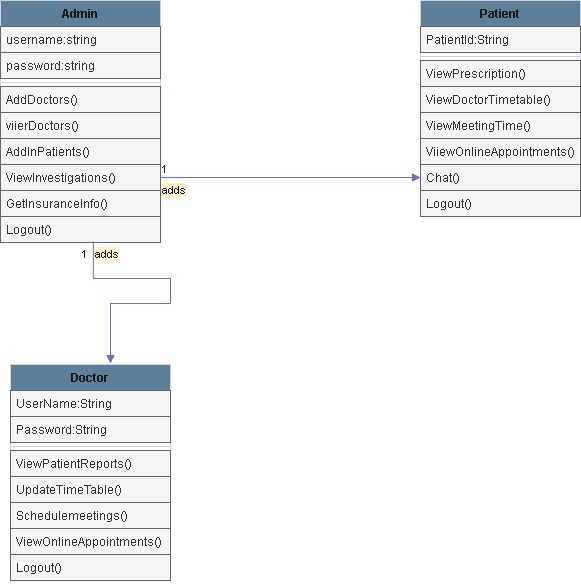 Admin
username:string
password:string
AddDoctors()
viierDoctors()
AddInPatients()
ViewInvestigations()
GetInsuranceInfo()
Logout()
1
adds
Patient
PatientId:String
ViewPrescription()
ViewDoctorTimetable()
ViewMeetingTime()
ViiewOnlineAppointments()
Chat()
Logout()
1 adds
Doctor
UserName:String
Password:String
ViewPatientReports()
UpdateTimeTable()
Schedulemeetings()
ViewOnlineAppointments()
Logout()